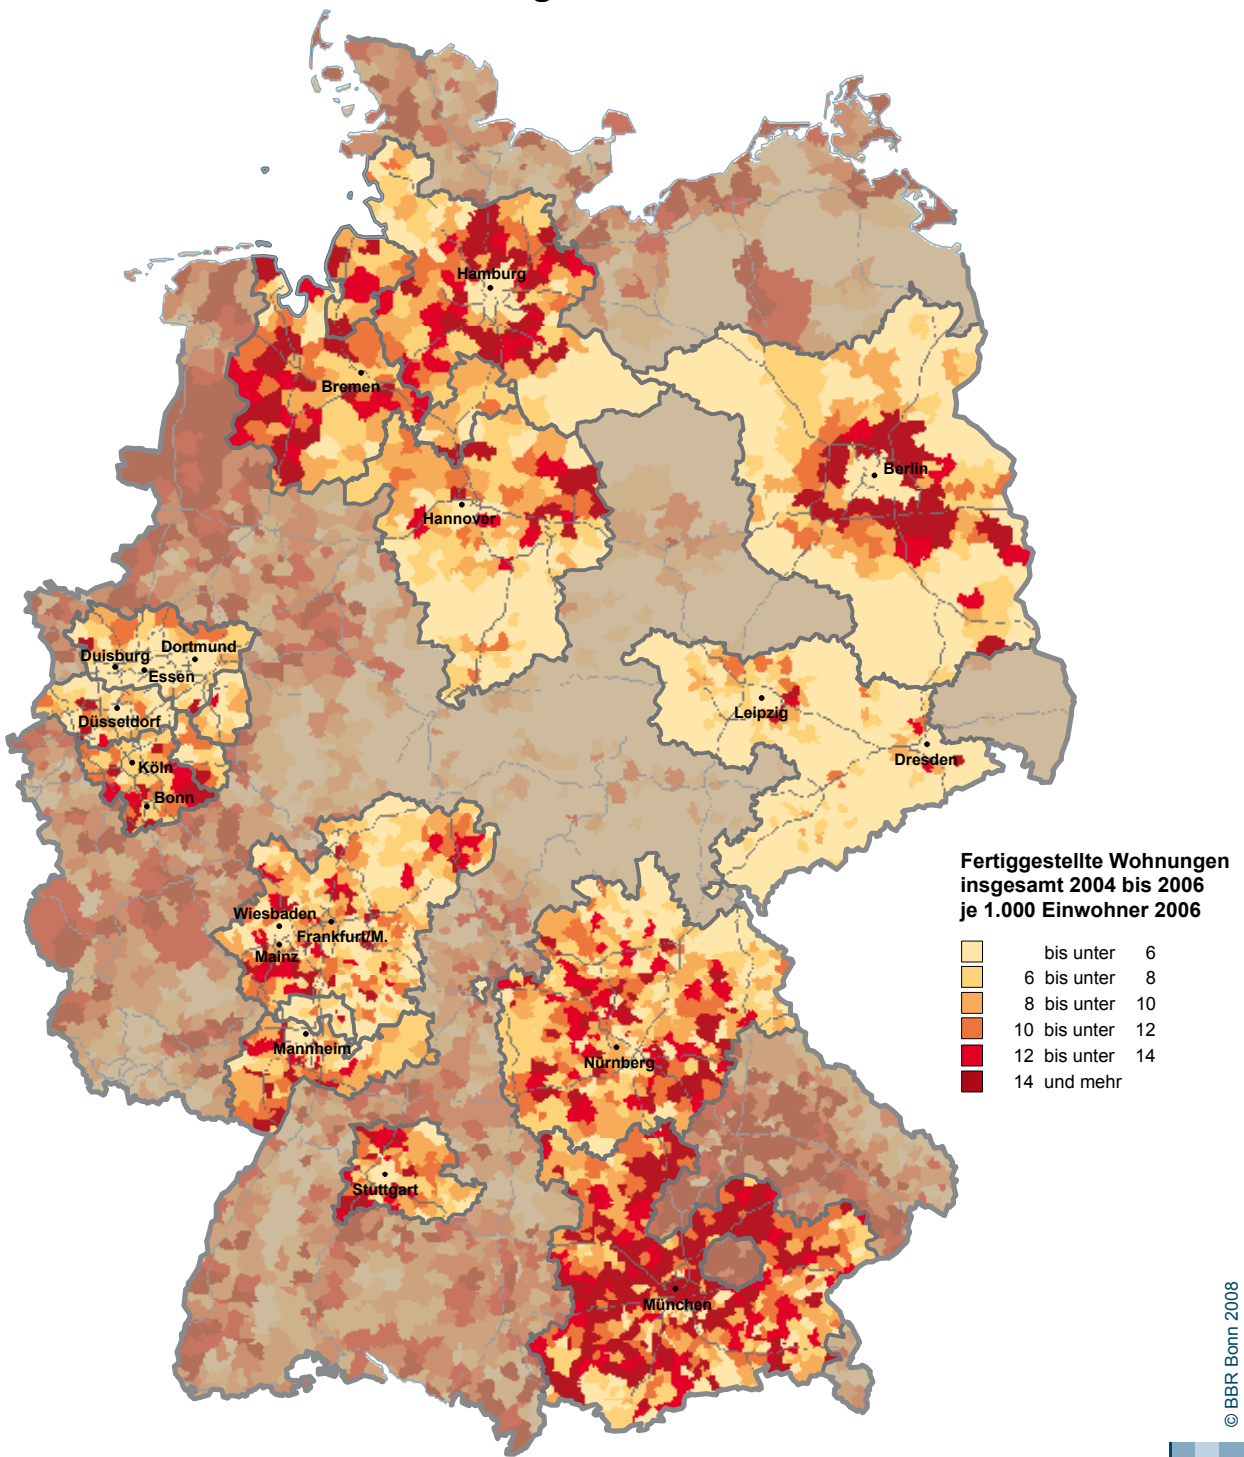 Hamburg
Bremen
Berlin
Hannover
Duisburg
Dortmund
Essen
Düsseldorf
Leipzig
Dresden
Köln
Bonn
Wiesbaden
Frankfurt/M.
Mainz
Mannheim
Nürnberg
Stuttgart
München
Fertiggestellte Wohnungen
insgesamt 2004 bis 2006
je 1.000 Einwohner 2006
bis unter 6
6 bis unter 8
8 bis unter 10
10 bis unter 12
12 bis unter 14
14 und mehr
© BBR Bonn 2008